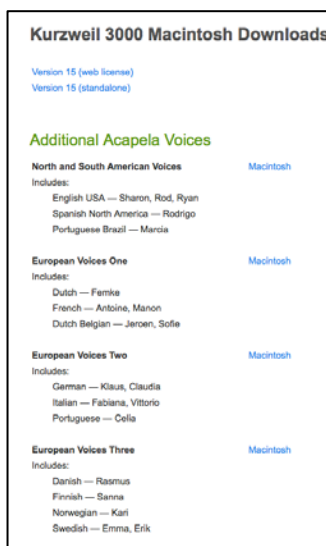 Kurzweil 3000 Macintosh Downloads
Version 15 (web license)
Version 15 (standalone)
Additional Acapela Voices
North and South American Voices Macintosh
Includes:
English USA — Sharon, Rod, Ryan
Spanish North America — Rodrigo
Portuguese Brazil — Marcia
European Voices One Macintosh
Includes:
Dutch — Femke
French — Antoine, Manon
Dutch Belgian — Jeroen, Sofie
European Voices Two Macintosh
Includes:
German — Klaus, Claudia
Italian — Fabiana, Vittorio
Portuguese — Celia
European Voices Three Macintosh
Includes:
Danish — Rasmus
Finnish — Sanna
Norwegian — Kari
Swedish — Emma, Erik